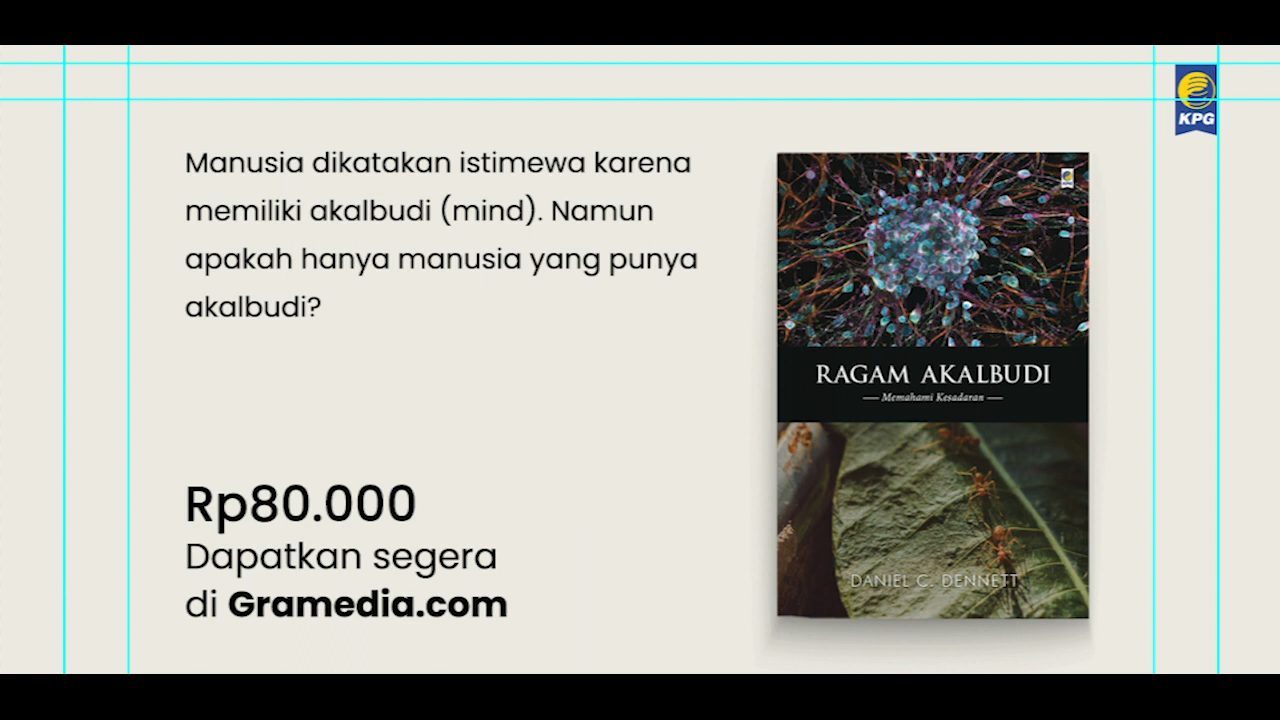 KPG
Manusia dikatakan istimewa karena
memiliki akalbudi (mind). Namun
apakah hanya manusia yang punya
akalbudi?
Rp80.000
Dapatkan segera
di Gramedia.com
KPG
RAGAM AKALBUDI
Memahami Kesadaran
DANIEL C. DENNETT